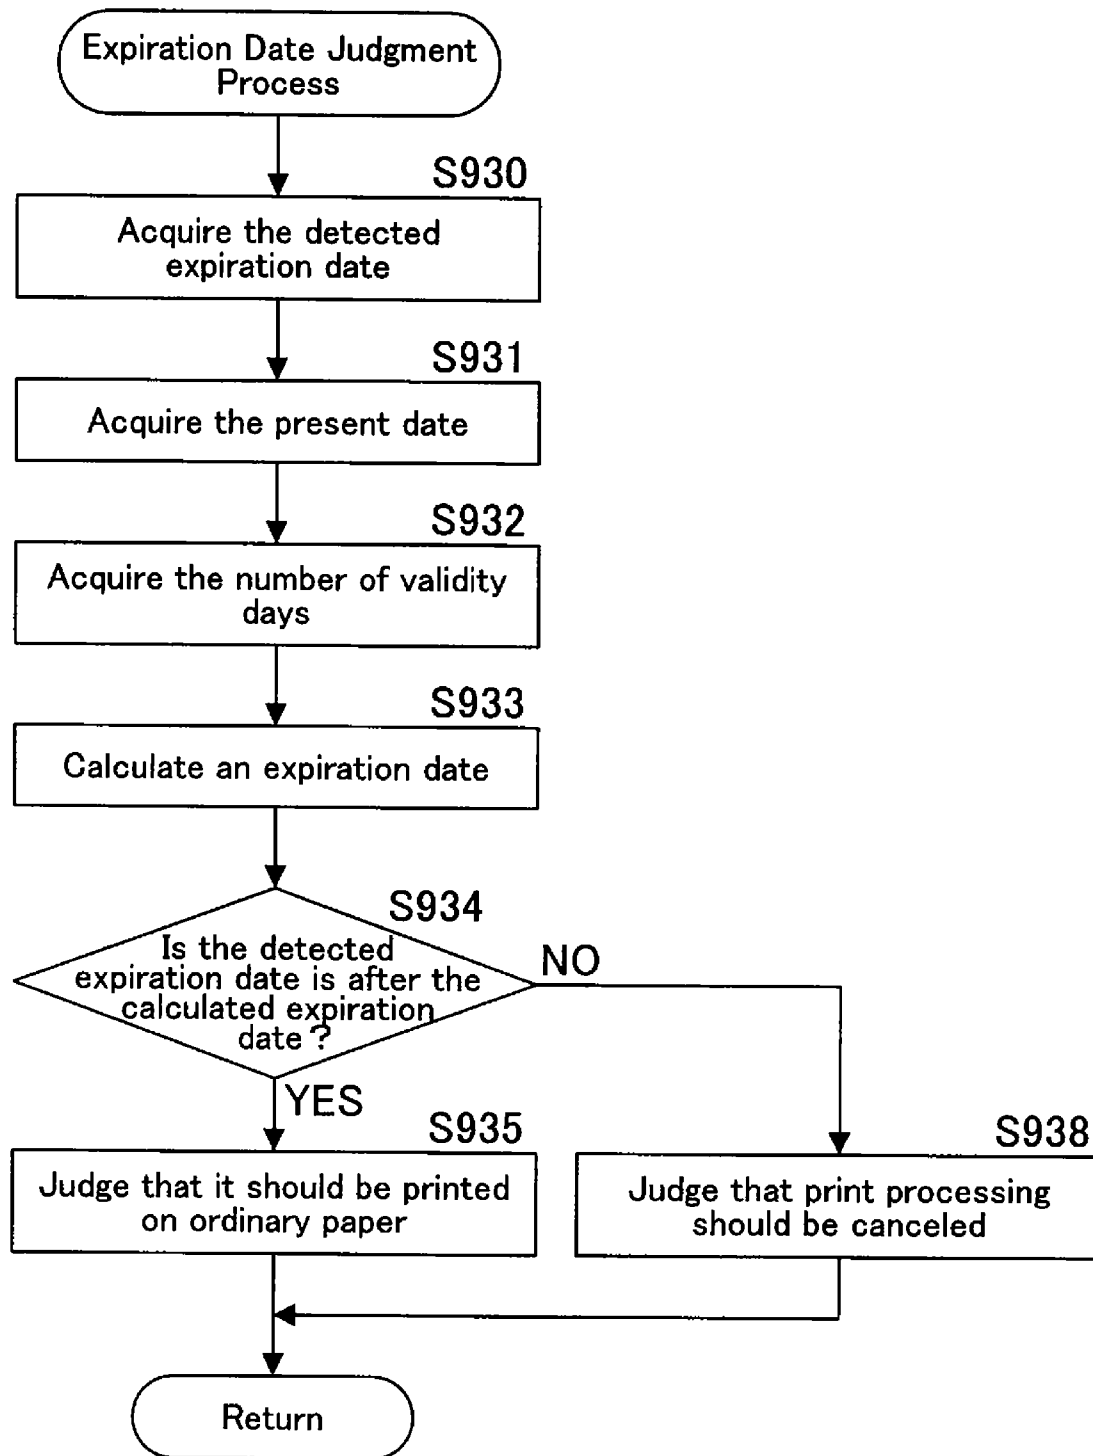 Expiration Date Judgment
Process
S930
Acquire the detected
expiration date
S931
Acquire the present date
S932
Acquire the number of validity
days
S933
Calculate an expiration date
S934
Is the detected
expiration date is after the
calculated expiration
date?
NO
YES
S935
Judge that it should be printed
on ordinary paper
S938
Judge that print processing
should be canceled
Return